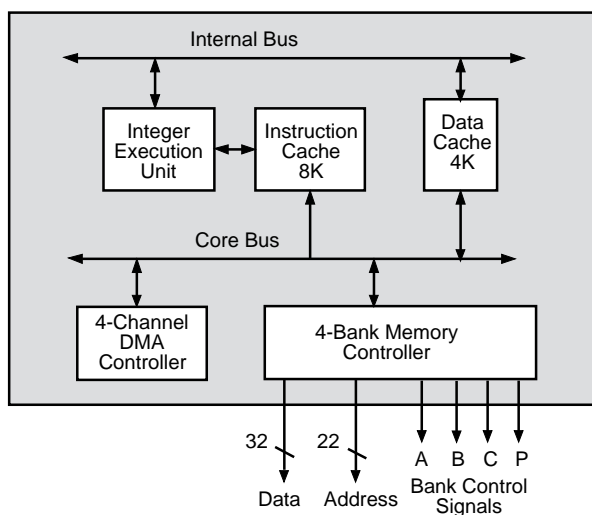 Internal Bus
Integer
Execution
Unit
Instruction
Cache
8K
Data
Cache
4K
Core Bus
4-Channel
DMA
Controller
4-Bank Memory
Controller
32
22
A B C P
Data
Address
Bank Control
Signals